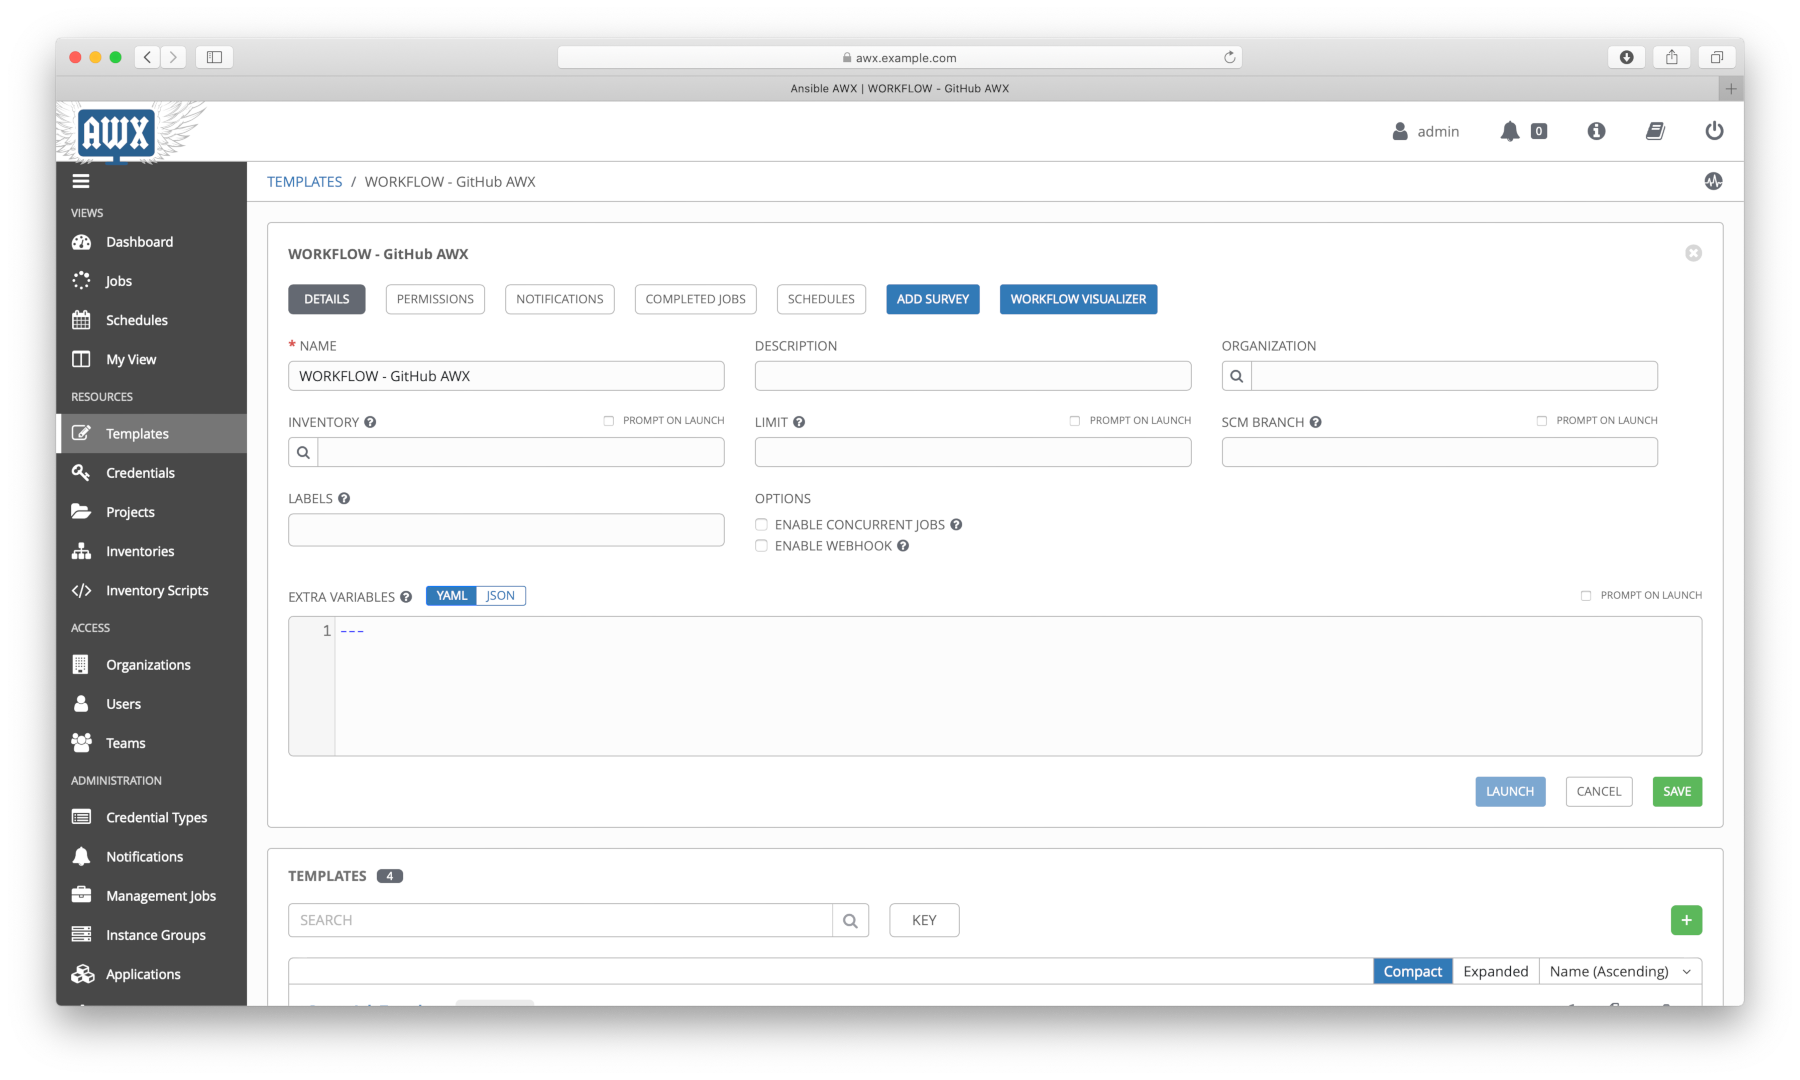 awx.example.com
Ansible AWX | WORKFLOW - GitHub AWX
AWX
admin
0
TEMPLATES / WORKFLOW - GitHub AWX
VIEWS
Dashboard
Jobs
Schedules
My View
RESOURCES
Templates
Credentials
Projects
Inventories
Inventory Scripts
ACCESS
Organizations
Users
Teams
ADMINISTRATION
Credential Types
Notifications
Management Jobs
Instance Groups
Applications
WORKFLOW - GitHub AWX
DETAILS PERMISSIONS NOTIFICATIONS COMPLETED JOBS SCHEDULES ADD SURVEY WORKFLOW VISUALIZER
* NAME DESCRIPTION ORGANIZATION
WORKFLOW - GitHub AWX
INVENTORY PROMPT ON LAUNCH LIMIT PROMPT ON LAUNCH SCM BRANCH PROMPT ON LAUNCH
LABELS OPTIONS
ENABLE CONCURRENT JOBS
ENABLE WEBHOOK
EXTRA VARIABLES YAML JSON PROMPT ON LAUNCH
1 ---
LAUNCH CANCEL SAVE
TEMPLATES 4
SEARCH KEY +
Compact Expanded Name (Ascending)